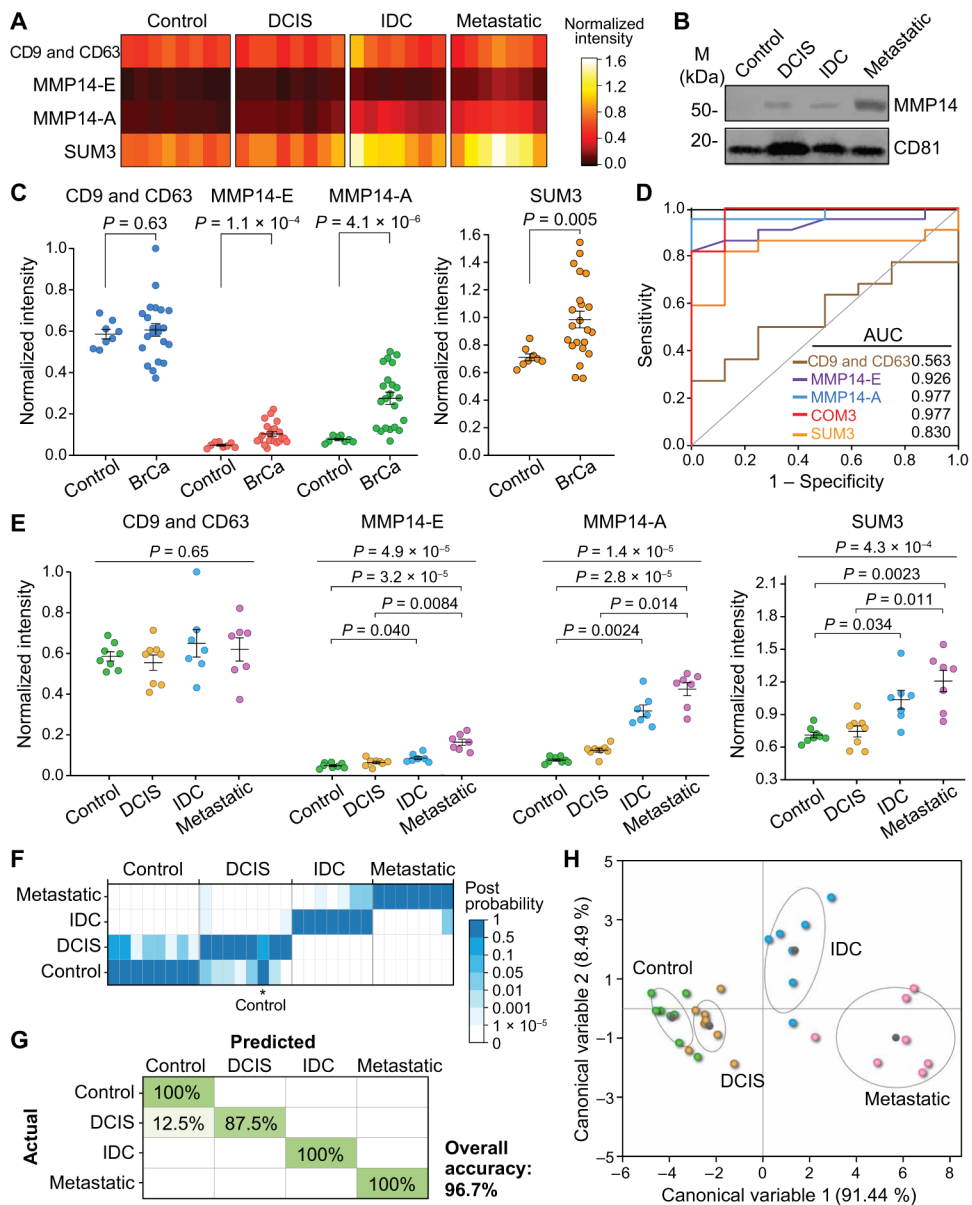 A
Control
DCIS
IDC
Metastatic
Normalized
intensity
CD9 and CD63
MMP14-E
MMP14-A
SUM3
1.6
1.2
0.8
0.4
0.0
B
M
(kDa)
Control
DCIS
IDC
Metastatic
50-
MMP14
20-
CD81
C
CD9 and CD63
MMP14-E
MMP14-A
SUM3
P = 0.63
P = 1.1 × 10⁻⁴
P = 4.1 × 10⁻⁶
P = 0.005
Normalized intensity
1.0
0.8
0.6
0.4
0.2
0.0
Control
BrCa
Control
BrCa
Control
BrCa
Normalized intensity
1.6
1.4
1.2
1.0
0.8
0.6
0.4
0.2
0.0
Control
BrCa
D
Sensitivity
1.0
0.8
0.6
0.4
0.2
0.0
0.0
0.2
0.4
0.6
0.8
1.0
1 – Specificity
AUC
CD9 and CD63 0.563
MMP14-E 0.926
MMP14-A 0.977
COM3 0.977
SUM3 0.830
E
CD9 and CD63
MMP14-E
MMP14-A
SUM3
P = 0.65
P = 4.9 × 10⁻⁵
P = 3.2 × 10⁻⁵
P = 0.0084
P = 0.040
P = 1.4 × 10⁻⁵
P = 2.8 × 10⁻⁵
P = 0.014
P = 0.0024
P = 4.3 × 10⁻⁴
P = 0.0023
P = 0.011
P = 0.034
Normalized intensity
1.0
0.8
0.6
0.4
0.2
0.0
Control
DCIS
IDC
Metastatic
Control
DCIS
IDC
Metastatic
Control
DCIS
IDC
Metastatic
Normalized intensity
2.1
1.8
1.5
1.2
0.9
0.6
0.3
Control
DCIS
IDC
Metastatic
F
Control
DCIS
IDC
Metastatic
Metastatic
IDC
DCIS
Control
*
Control
Post
probability
1
0.5
0.1
0.05
0.01
0.001
1 × 10⁻⁵
0
G
Predicted
Control
DCIS
IDC
Metastatic
Actual
Control
100%
DCIS
12.5%
87.5%
IDC
100%
Metastatic
100%
Overall
accuracy:
96.7%
H
Canonical variable 2 (8.49 %)
5
3
1
–1
–3
–5
–6
–4
–2
0
2
4
6
8
Canonical variable 1 (91.44 %)
Control
DCIS
IDC
Metastatic